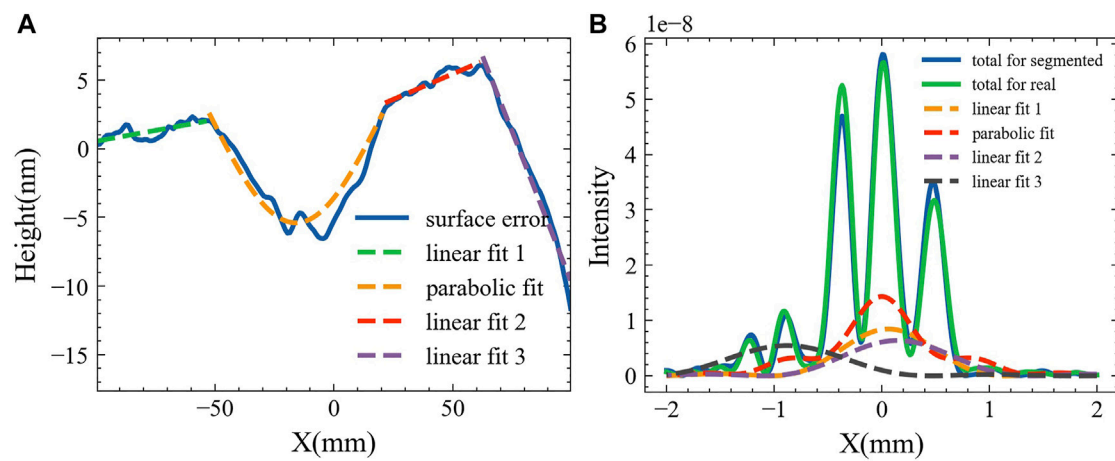 A
5
0
−5
−10
−15
Height(nm)
−50
0
50
X(mm)
surface error
linear fit 1
parabolic fit
linear fit 2
linear fit 3
B
1e−8
6
5
4
3
2
1
0
Intensity
−2
−1
0
1
2
X(mm)
total for segmented
total for real
linear fit 1
parabolic fit
linear fit 2
linear fit 3